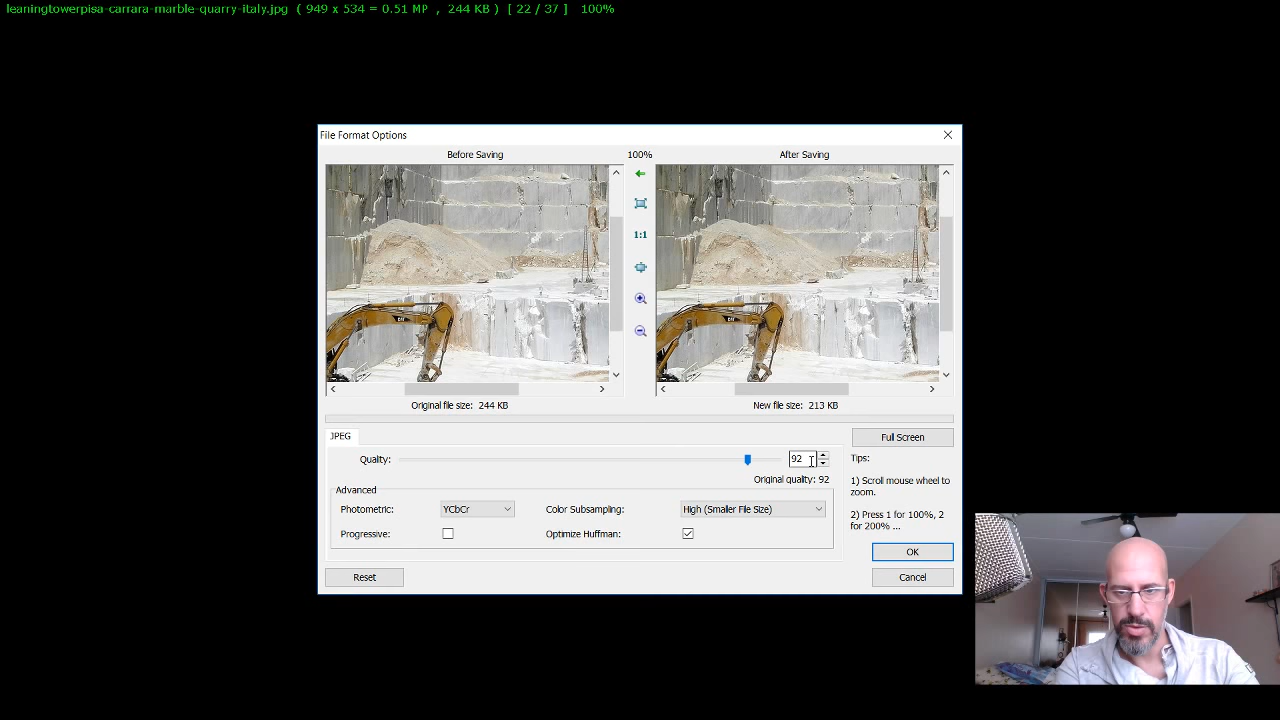 leaningtowerpisa-carrara-marble-quarry-italy.jpg ( 949 x 534 = 0.51 MP , 244 KB ) [ 22 / 37 ] 100%
File Format Options
Before Saving
100%
After Saving
1:1
Original file size: 244 KB
New file size: 213 KB
JPEG
Full Screen
Quality:
92
Tips:
Original quality: 92
1) Scroll mouse wheel to
zoom.
Advanced
Photometric:
YCbCr
Color Subsampling:
High (Smaller File Size)
2) Press 1 for 100%, 2
for 200% ...
Progressive:
Optimize Huffman:
OK
Reset
Cancel